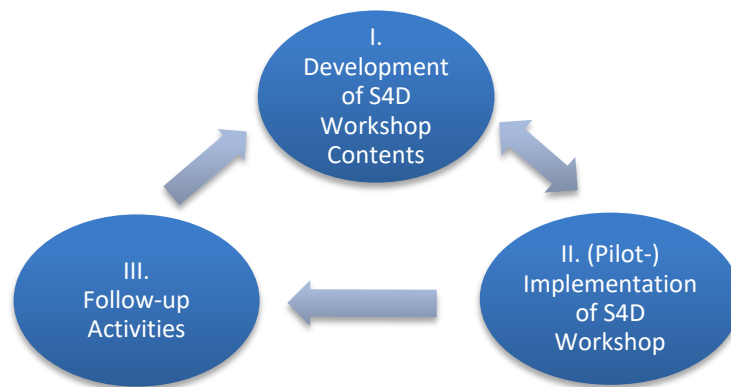 I.
Development
of S4D
Workshop
Contents
II. (Pilot-)
Implementation
of S4D
Workshop
III.
Follow-up
Activities